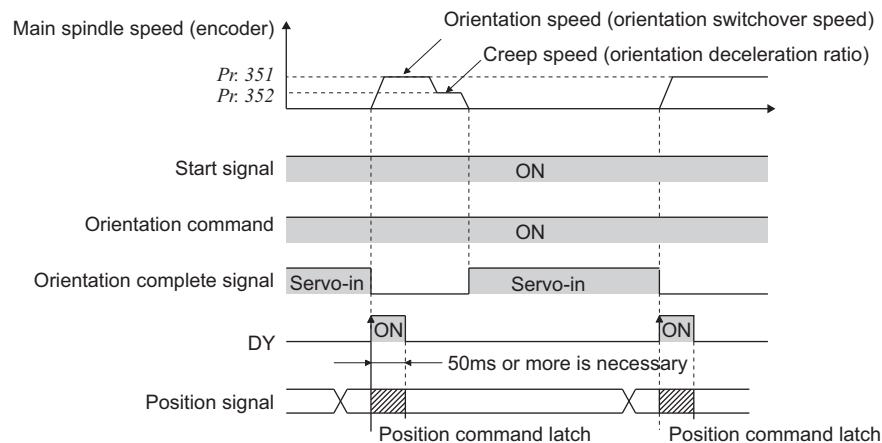 Orientation speed (orientation switchover speed)
Main spindle speed (encoder)
Creep speed (orientation deceleration ratio)
Pr. 351
Pr. 352
Start signal
ON
Orientation command
ON
Orientation complete signal
Servo-in
Servo-in
DY
ON
ON
50ms or more is necessary
Position signal
Position command latch
Position command latch